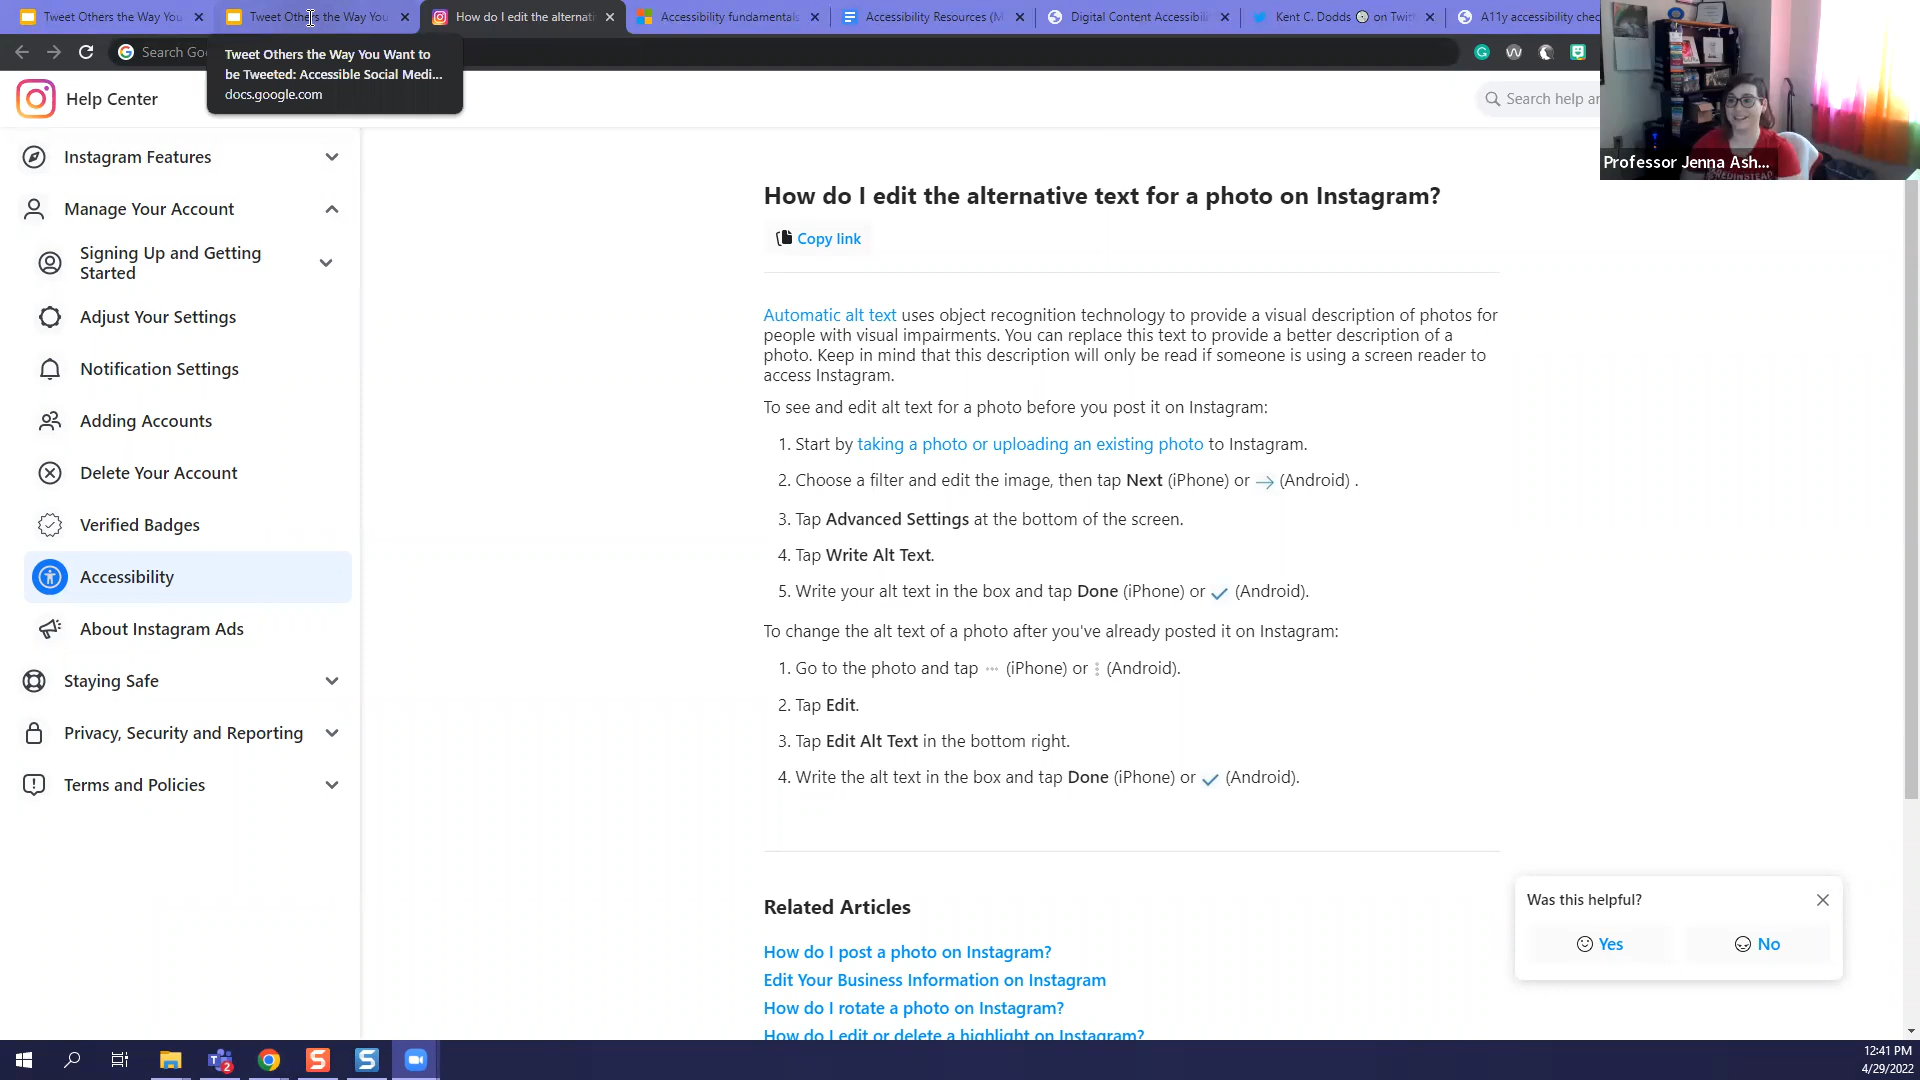 Tweet Others the Way You
Tweet Others the Way You
How do I edit the alternati
Accessibility fundamentals
Accessibility Resources (M
Digital Content Accessibili
Kent C. Dodds
on Twit
A11y accessibility chec
Search Goo
Tweet Others the Way You Want to
be Tweeted: Accessible Social Medi...
docs.google.com
Help Center
Search help ar
Professor Jenna Ash...
Instagram Features
Manage Your Account
Signing Up and Getting
Started
Adjust Your Settings
Notification Settings
Adding Accounts
Delete Your Account
Verified Badges
Accessibility
About Instagram Ads
Staying Safe
Privacy, Security and Reporting
Terms and Policies
How do I edit the alternative text for a photo on Instagram?
Copy link
Automatic alt text uses object recognition technology to provide a visual description of photos for
people with visual impairments. You can replace this text to provide a better description of a
photo. Keep in mind that this description will only be read if someone is using a screen reader to
access Instagram.
To see and edit alt text for a photo before you post it on Instagram:
1. Start by taking a photo or uploading an existing photo to Instagram.
2. Choose a filter and edit the image, then tap Next (iPhone) or → (Android) .
3. Tap Advanced Settings at the bottom of the screen.
4. Tap Write Alt Text.
5. Write your alt text in the box and tap Done (iPhone) or ✓ (Android).
To change the alt text of a photo after you've already posted it on Instagram:
1. Go to the photo and tap ··· (iPhone) or ⋮ (Android).
2. Tap Edit.
3. Tap Edit Alt Text in the bottom right.
4. Write the alt text in the box and tap Done (iPhone) or ✓ (Android).
Related Articles
How do I post a photo on Instagram?
Edit Your Business Information on Instagram
How do I rotate a photo on Instagram?
How do I edit or delete a highlight on Instagram?
Was this helpful?
Yes
No
2
12:41 PM
4/29/2022